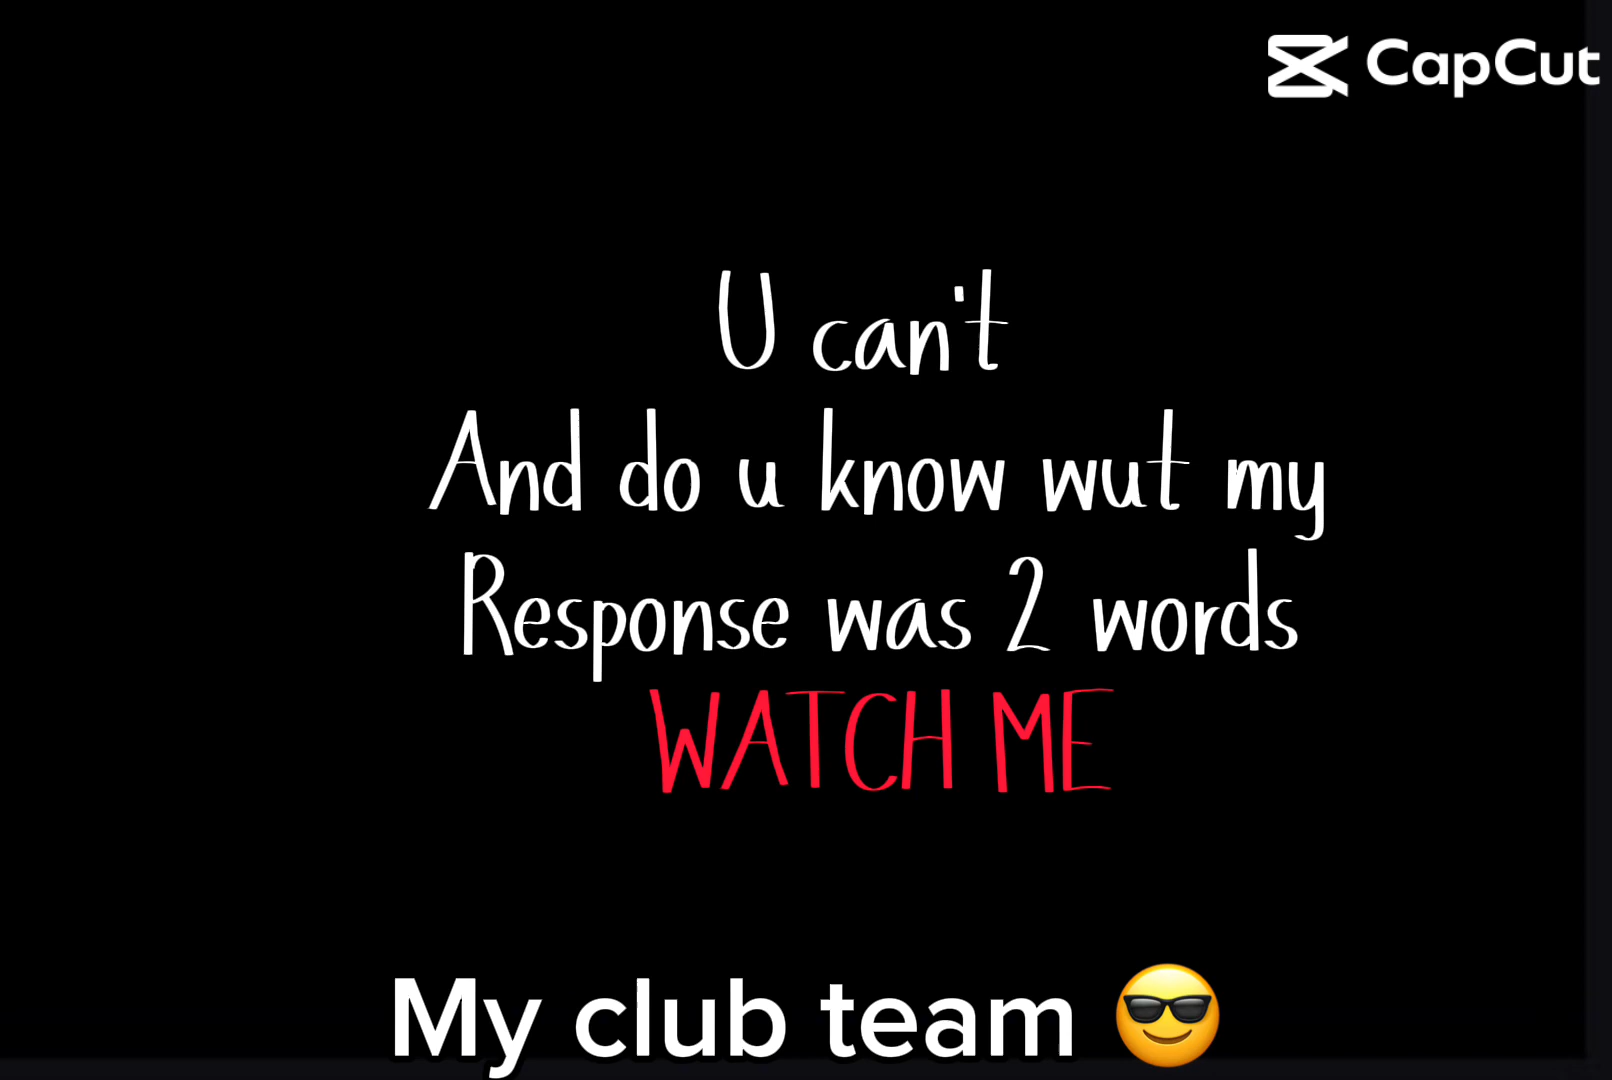 CapCut
U can't
And do u know wut my
Response was 2 words
WATCH ME
My club team 😎